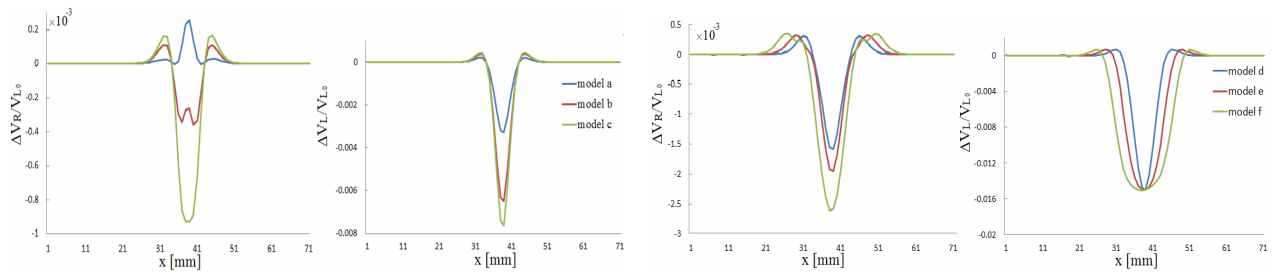 ×10⁻³
0.2
0
-0.2
-0.4
-0.6
-0.8
-1
ΔVR/VL₀
1 11 21 31 41 51 61 71
x [mm]
0
-0.002
-0.004
-0.006
-0.008
ΔVL/VL₀
model a
model b
model c
1 11 21 31 41 51 61 71
x [mm]
×10⁻³
0.5
0
-0.5
-1
-1.5
-2
-2.5
-3
ΔVR/VL₀
1 11 21 31 41 51 61 71
x [mm]
0
-0.004
-0.008
-0.012
-0.016
-0.02
ΔVL/VL₀
model d
model e
model f
1 11 21 31 41 51 61 71
x [mm]